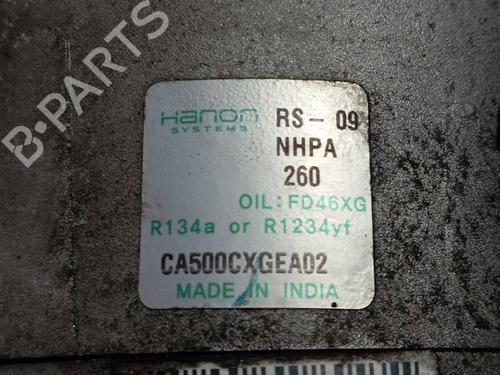 B-PARTS
Hanon RS-09
SYSTEMS
NHPA
260
OIL:FD46XG
R134a or R1234yf
CA500CXGEA02
MADE IN INDIA